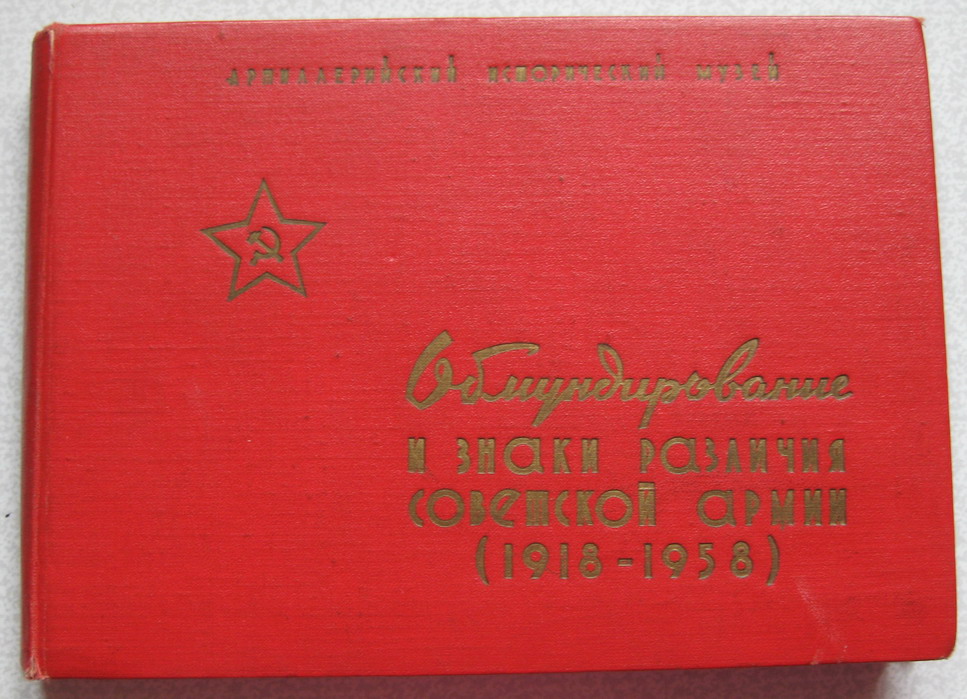 АРТИЛЛЕРИЙСКИЙ ИСТОРИЧЕСКИЙ МУЗЕЙ
Обмундирование
И ЗНАКИ РАЗЛИЧИЯ
СОВЕТСКОЙ АРМИИ
(1918-1958)